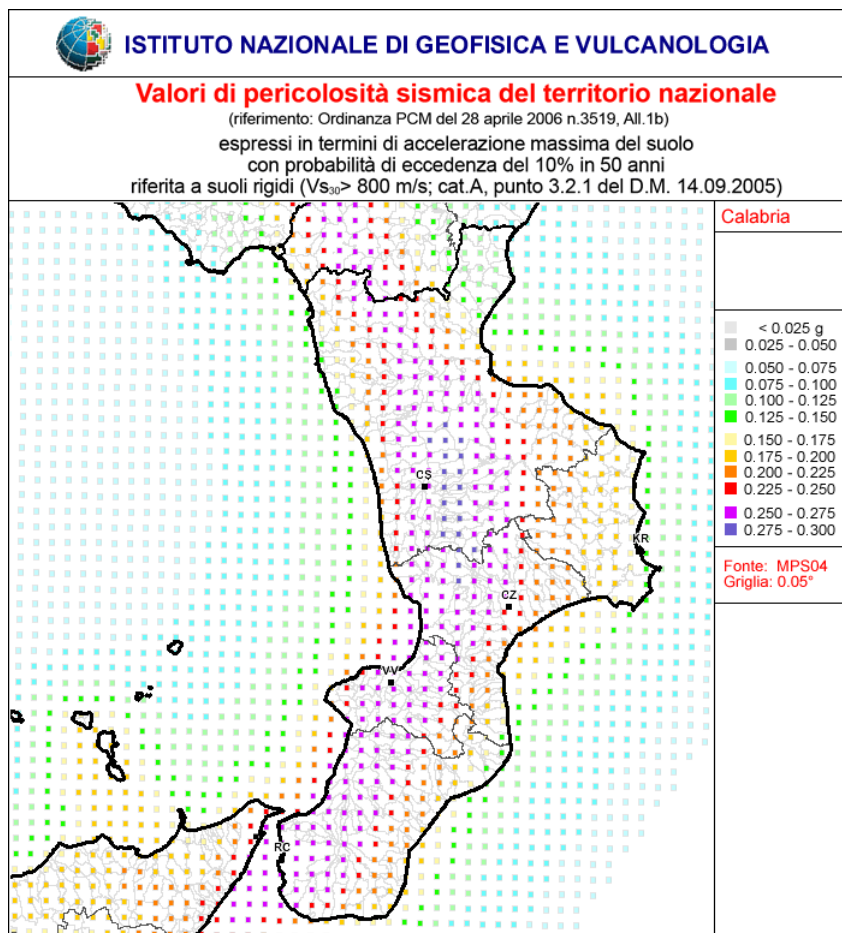 ISTITUTO NAZIONALE DI GEOFISICA E VULCANOLOGIA
Valori di pericolosità sismica del territorio nazionale
(riferimento: Ordinanza PCM del 28 aprile 2006 n.3519, All.1b)
espressi in termini di accelerazione massima del suolo
con probabilità di eccedenza del 10% in 50 anni
riferita a suoli rigidi (Vs₃₀> 800 m/s; cat.A, punto 3.2.1 del D.M. 14.09.2005)
Calabria
< 0.025 g
0.025 - 0.050
0.050 - 0.075
0.075 - 0.100
0.100 - 0.125
0.125 - 0.150
0.150 - 0.175
0.175 - 0.200
0.200 - 0.225
0.225 - 0.250
0.250 - 0.275
0.275 - 0.300
Fonte: MPS04
Griglia: 0.05°
CS
KR
CZ
VV
RC